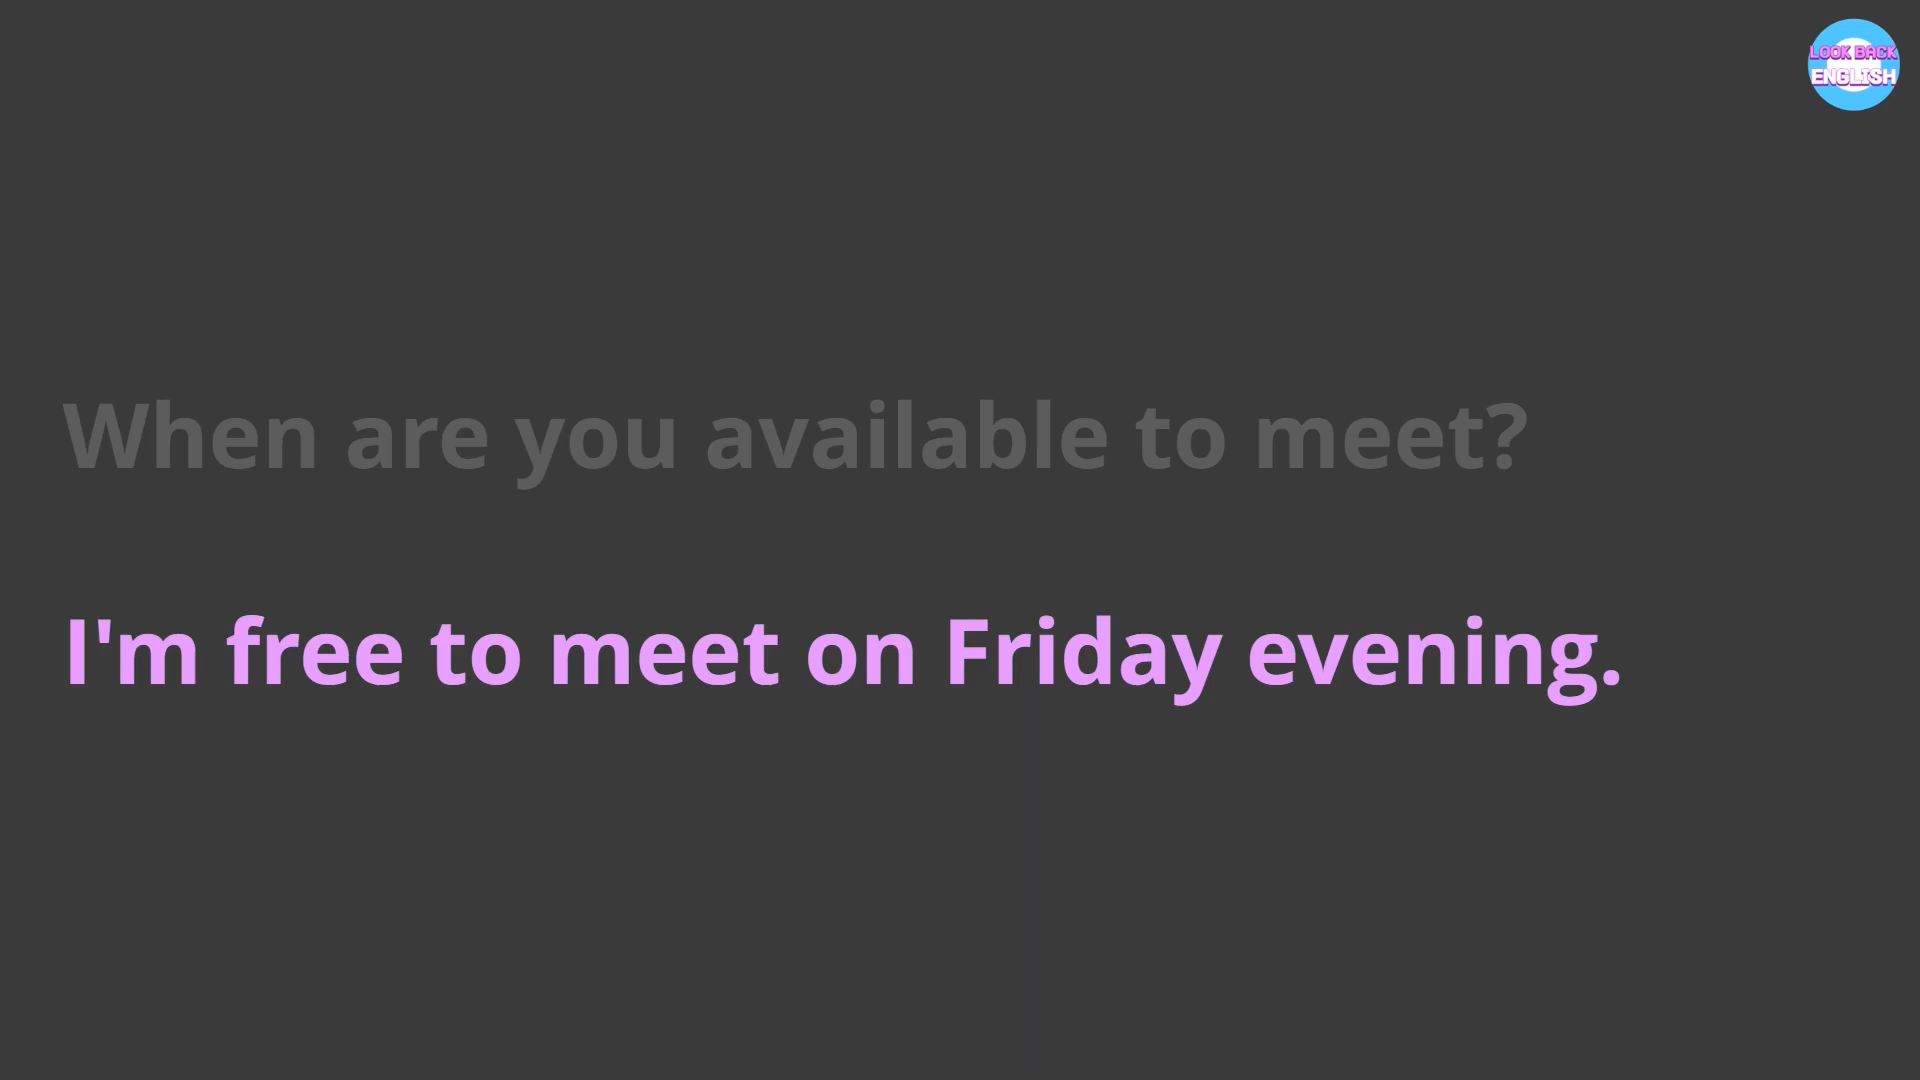 LOOK BACK
ENGLISH
When are you available to meet?
I'm free to meet on Friday evening.